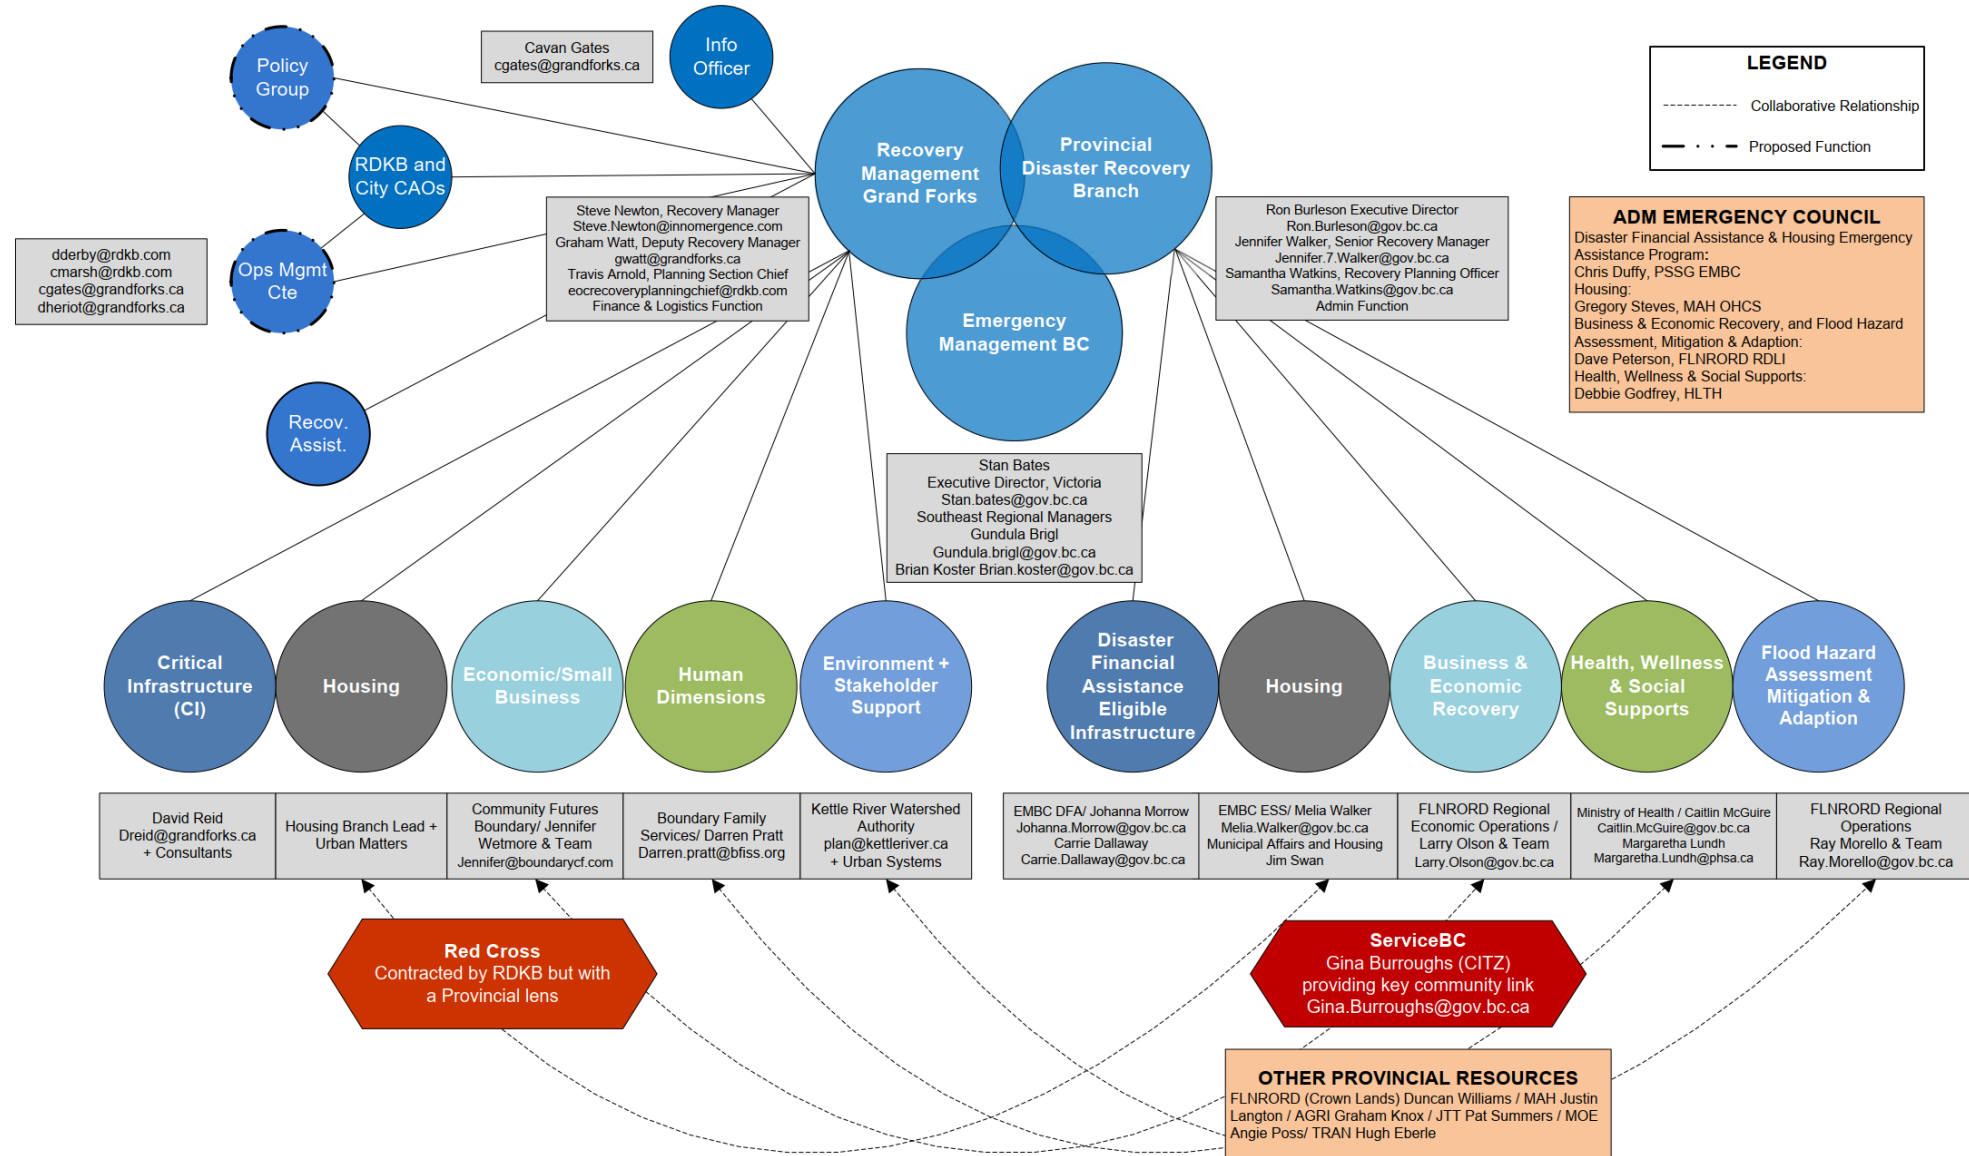 Policy
Group
Cavan Gates
cgates@grandforks.ca
Info
Officer
LEGEND
Collaborative Relationship
Proposed Function
RDKB and
City CAOs
Recovery
Management
Grand Forks
Provincial
Disaster Recovery
Branch
Emergency
Management BC
dderby@rdkb.com
cmarsh@rdkb.com
cgates@grandforks.ca
dheriot@grandforks.ca
Ops Mgmt
Cte
Steve Newton, Recovery Manager
Steve.Newton@innomergence.com
Graham Watt, Deputy Recovery Manager
gwatt@grandforks.ca
Travis Arnold, Planning Section Chief
eocrecoveryplanningchief@rdkb.com
Finance & Logistics Function
Ron Burleson Executive Director
Ron.Burleson@gov.bc.ca
Jennifer Walker, Senior Recovery Manager
Jennifer.7.Walker@gov.bc.ca
Samantha Watkins, Recovery Planning Officer
Samantha.Watkins@gov.bc.ca
Admin Function
ADM EMERGENCY COUNCIL
Disaster Financial Assistance & Housing Emergency
Assistance Program:
Chris Duffy, PSSG EMBC
Housing:
Gregory Steves, MAH OHCS
Business & Economic Recovery, and Flood Hazard
Assessment, Mitigation & Adaption:
Dave Peterson, FLNRORD RDLI
Health, Wellness & Social Supports:
Debbie Godfrey, HLTH
Recov.
Assist.
Stan Bates
Executive Director, Victoria
Stan.bates@gov.bc.ca
Southeast Regional Managers
Gundula Brigl
Gundula.brigl@gov.bc.ca
Brian Koster Brian.koster@gov.bc.ca
Critical
Infrastructure
(CI)
Housing
Economic/Small
Business
Human
Dimensions
Environment +
Stakeholder
Support
Disaster
Financial
Assistance
Eligible
Infrastructure
Housing
Business &
Economic
Recovery
Health, Wellness
& Social
Supports
Flood Hazard
Assessment
Mitigation &
Adaption
David Reid
Dreid@grandforks.ca
+ Consultants
Housing Branch Lead +
Urban Matters
Community Futures
Boundary/ Jennifer
Wetmore & Team
Jennifer@boundarycf.com
Boundary Family
Services/ Darren Pratt
Darren.pratt@bfiss.org
Kettle River Watershed
Authority
plan@kettleriver.ca
+ Urban Systems
EMBC DFA/ Johanna Morrow
Johanna.Morrow@gov.bc.ca
Carrie Dallaway
Carrie.Dallaway@gov.bc.ca
EMBC ESS/ Melia Walker
Melia.Walker@gov.bc.ca
Municipal Affairs and Housing
Jim Swan
FLNRORD Regional
Economic Operations /
Larry Olson & Team
Larry.Olson@gov.bc.ca
Ministry of Health / Caitlin McGuire
Caitlin.McGuire@gov.bc.ca
Margaretha Lundh
Margaretha.Lundh@phsa.ca
FLNRORD Regional
Operations
Ray Morello & Team
Ray.Morello@gov.bc.ca
Red Cross
Contracted by RDKB but with
a Provincial lens
ServiceBC
Gina Burroughs (CITZ)
providing key community link
Gina.Burroughs@gov.bc.ca
OTHER PROVINCIAL RESOURCES
FLNRORD (Crown Lands) Duncan Williams / MAH Justin
Langton / AGRI Graham Knox / JTT Pat Summers / MOE
Angie Poss/ TRAN Hugh Eberle